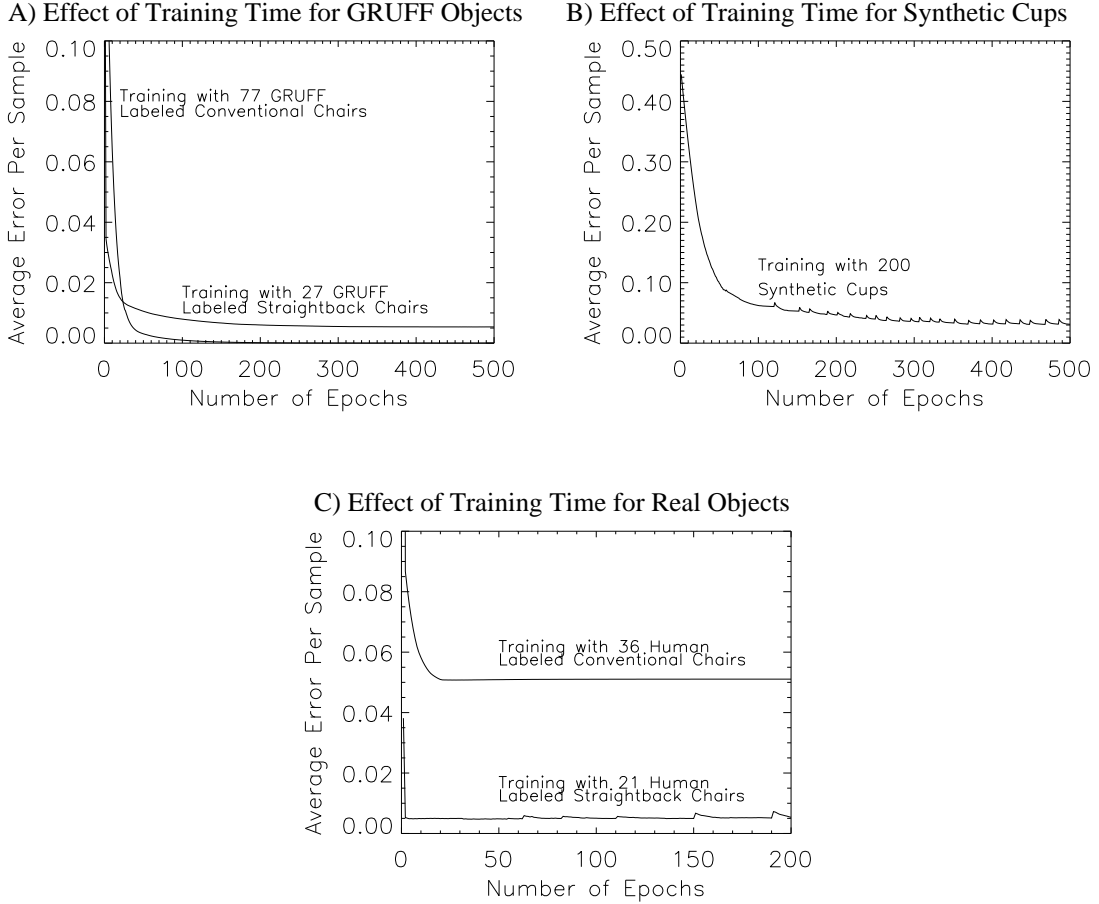 A) Effect of Training Time for GRUFF Objects
Average Error Per Sample
0.10
0.08
0.06
0.04
0.02
0.00
Training with 77 GRUFF
Labeled Conventional Chairs
Training with 27 GRUFF
Labeled Straightback Chairs
0 100 200 300 400 500
Number of Epochs
B) Effect of Training Time for Synthetic Cups
Average Error Per Sample
0.50
0.40
0.30
0.20
0.10
0.00
Training with 200
Synthetic Cups
0 100 200 300 400 500
Number of Epochs
C) Effect of Training Time for Real Objects
Average Error Per Sample
0.10
0.08
0.06
0.04
0.02
0.00
Training with 36 Human
Labeled Conventional Chairs
Training with 21 Human
Labeled Straightback Chairs
0 50 100 150 200
Number of Epochs